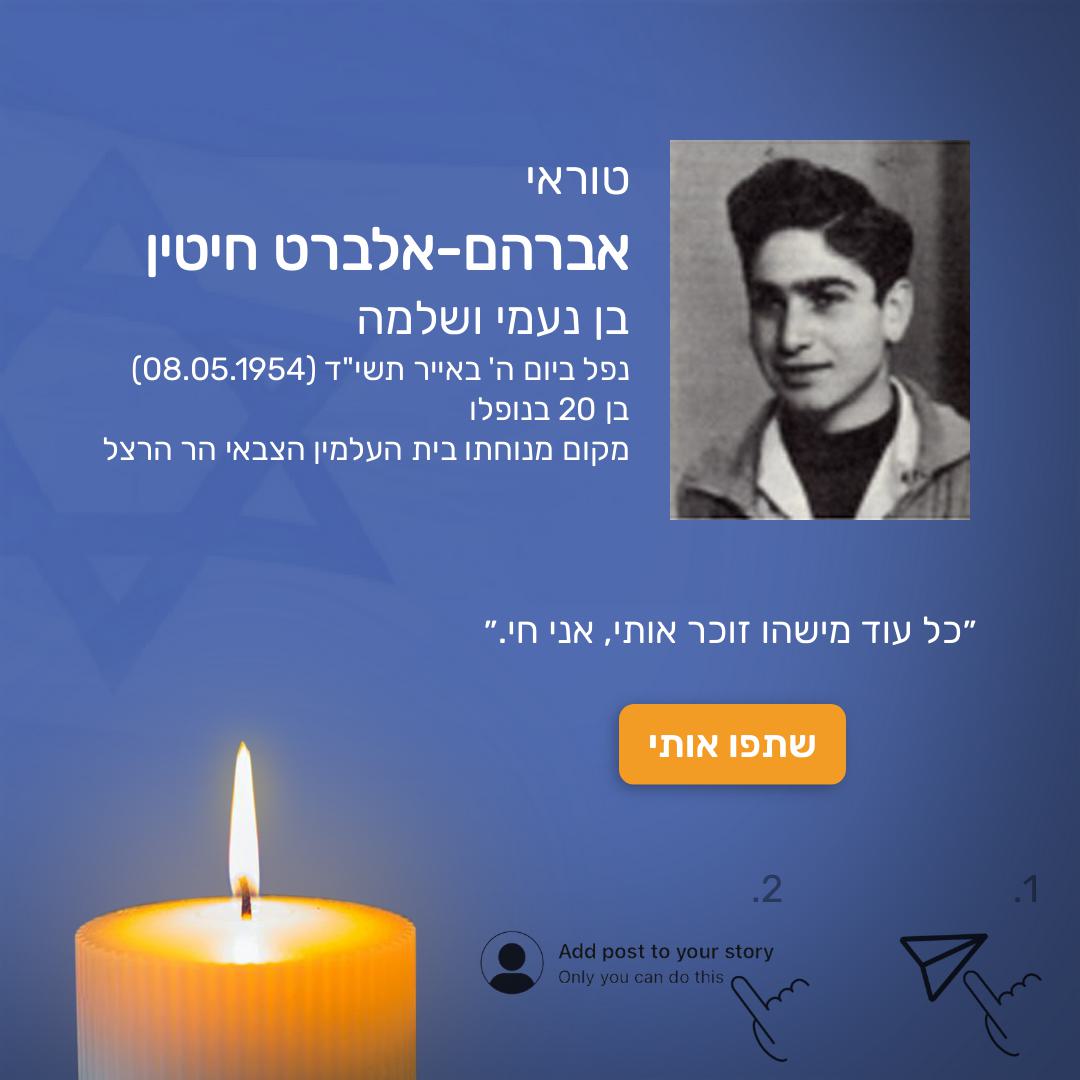 טוראי
אברהם-אלברט חיטין
בן נעמי ושלמה
נפל ביום ה' באייר תשי"ד (08.05.1954)
בן 20 בנופלו
מקום מנוחתו בית העלמין הצבאי הר הרצל
״כל עוד מישהו זוכר אותי, אני חי.״
שתפו אותי
1.
2.
Add post to your story
Only you can do this